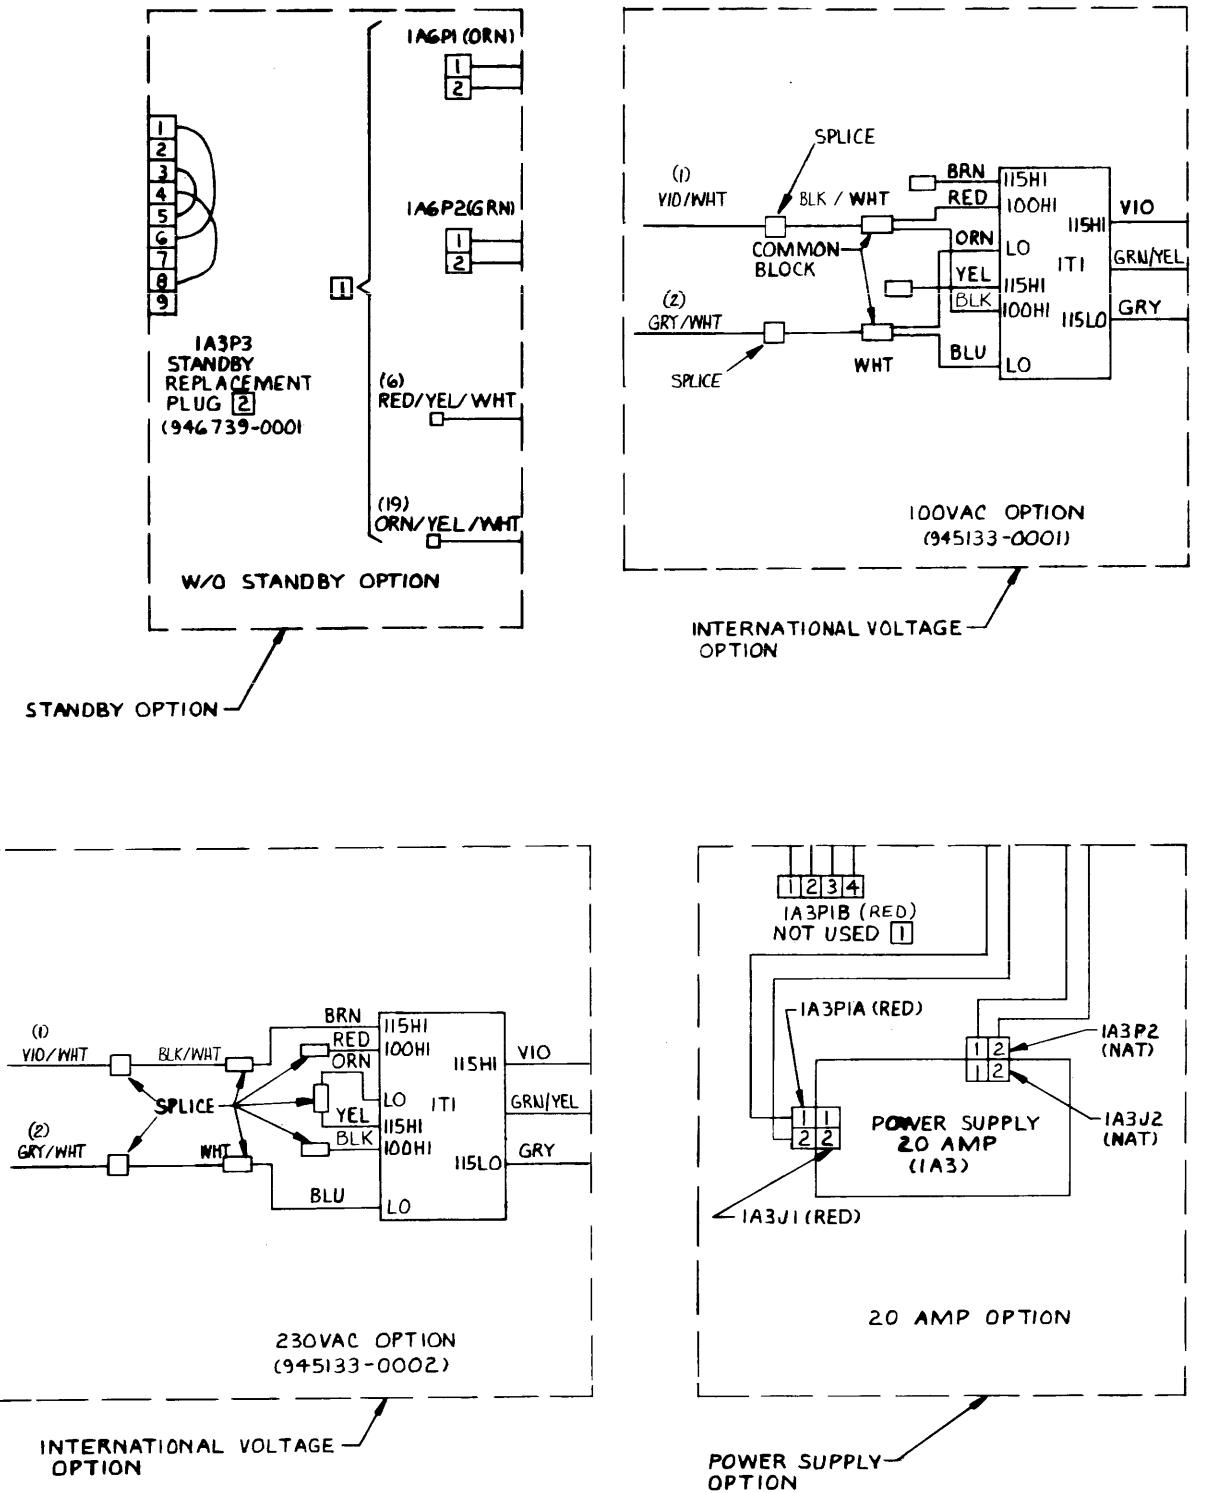 1A6P1 (ORN)
1
2
1
2
3
4
5
6
7
8
9
1A6P2(GRN)
1
2
1
1A3P3
STANDBY
REPLACEMENT
PLUG 2
(946739-0001
(6)
RED/YEL/WHT
(19)
ORN/YEL/WHT
W/O STANDBY OPTION
STANDBY OPTION
SPLICE
(1)
VIO/WHT
BLK / WHT
COMMON
BLOCK
(2)
GRY/WHT
SPLICE
WHT
BRN
RED
ORN
YEL
BLK
BLU
115HI
100HI
LO
115HI
100HI
LO
1T1
115HI
115LO
VIO
GRN/YEL
GRY
100VAC OPTION
(945133-0001)
INTERNATIONAL VOLTAGE
OPTION
(1)
VIO/WHT
BLK/WHT
SPLICE
(2)
GRY/WHT
WHT
BRN
RED
ORN
YEL
BLK
BLU
115HI
100HI
LO
115HI
100HI
LO
1T1
115HI
115LO
VIO
GRN/YEL
GRY
230VAC OPTION
(945133-0002)
INTERNATIONAL VOLTAGE
OPTION
1 2 3 4
1A3P1B (RED)
NOT USED 1
1A3P1A (RED)
1 2
1 2
1A3P2
(NAT)
1A3J2
(NAT)
1 1
2 2
POWER SUPPLY
20 AMP
(1A3)
1A3J1 (RED)
20 AMP OPTION
POWER SUPPLY
OPTION